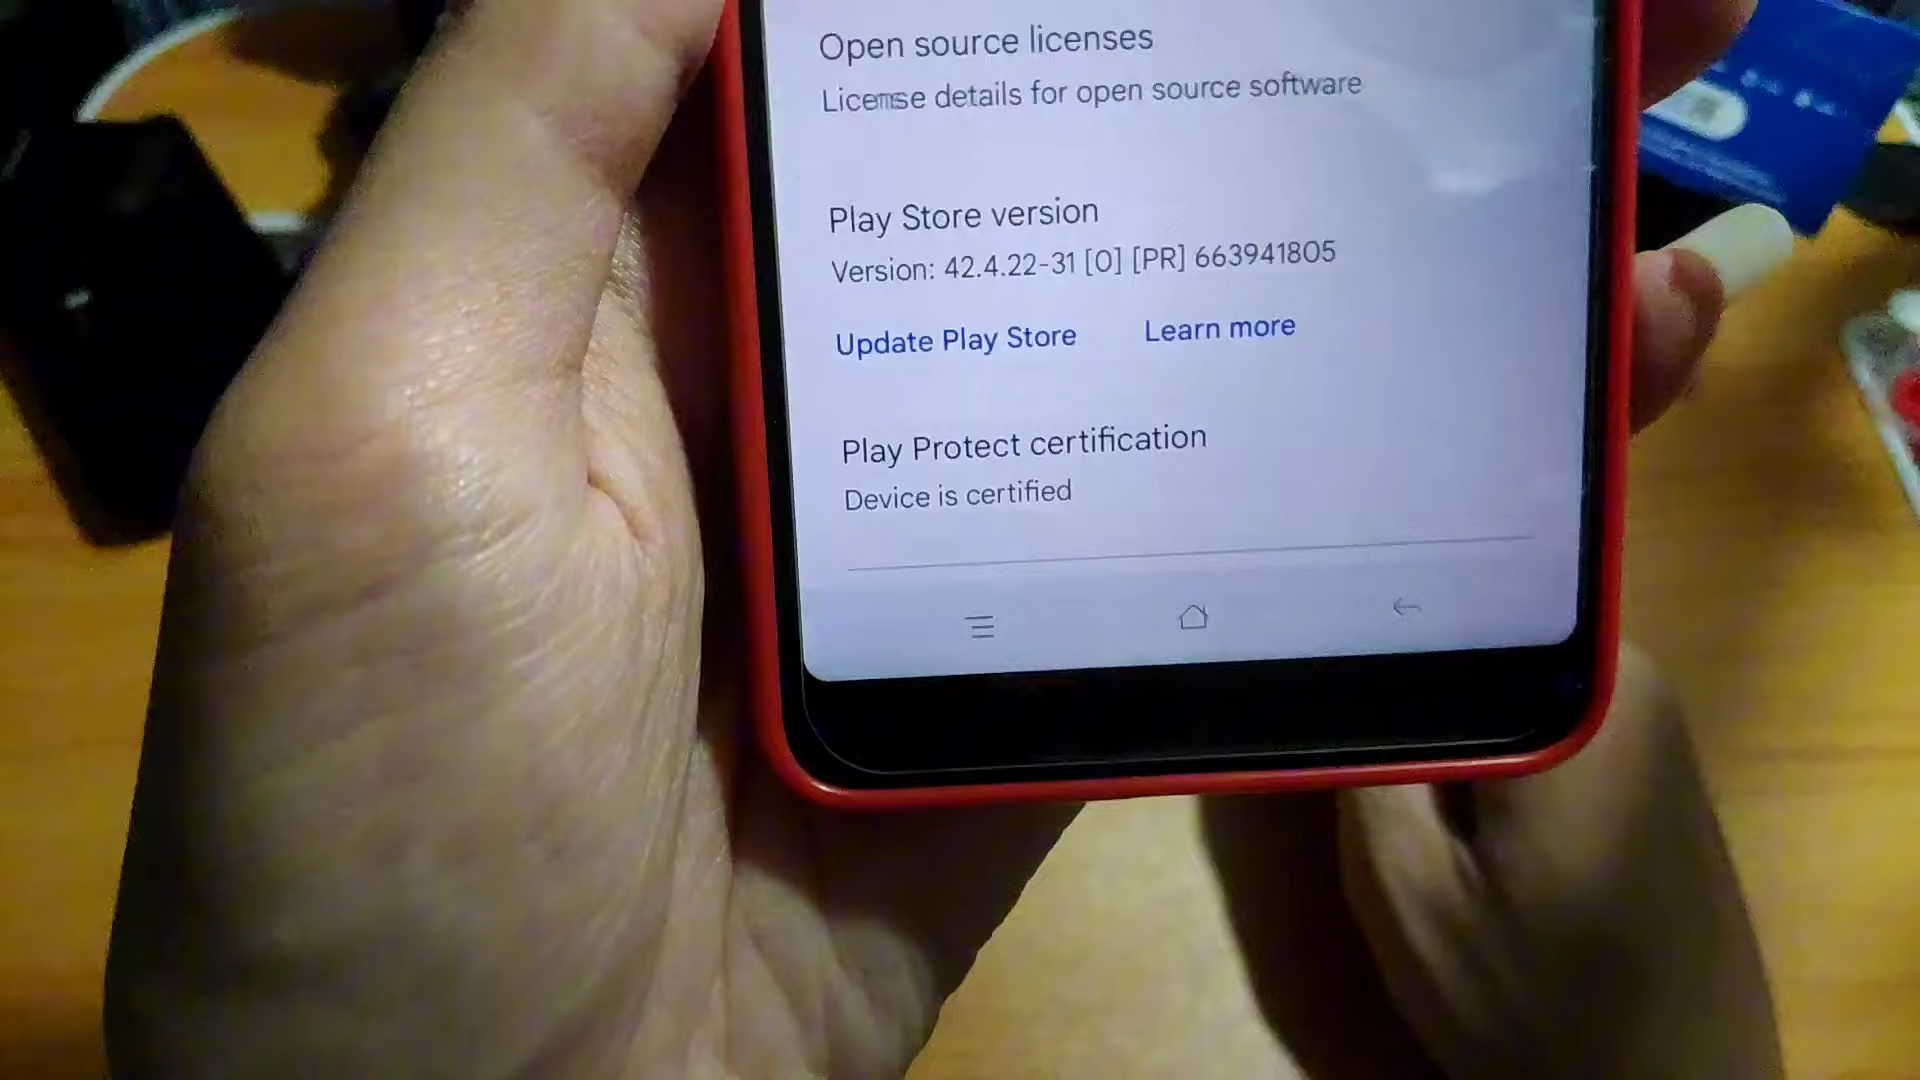 Open source licenses
License details for open source software
Play Store version
Version: 42.4.22-31 [0] [PR] 663941805
Update Play Store Learn more
Play Protect certification
Device is certified